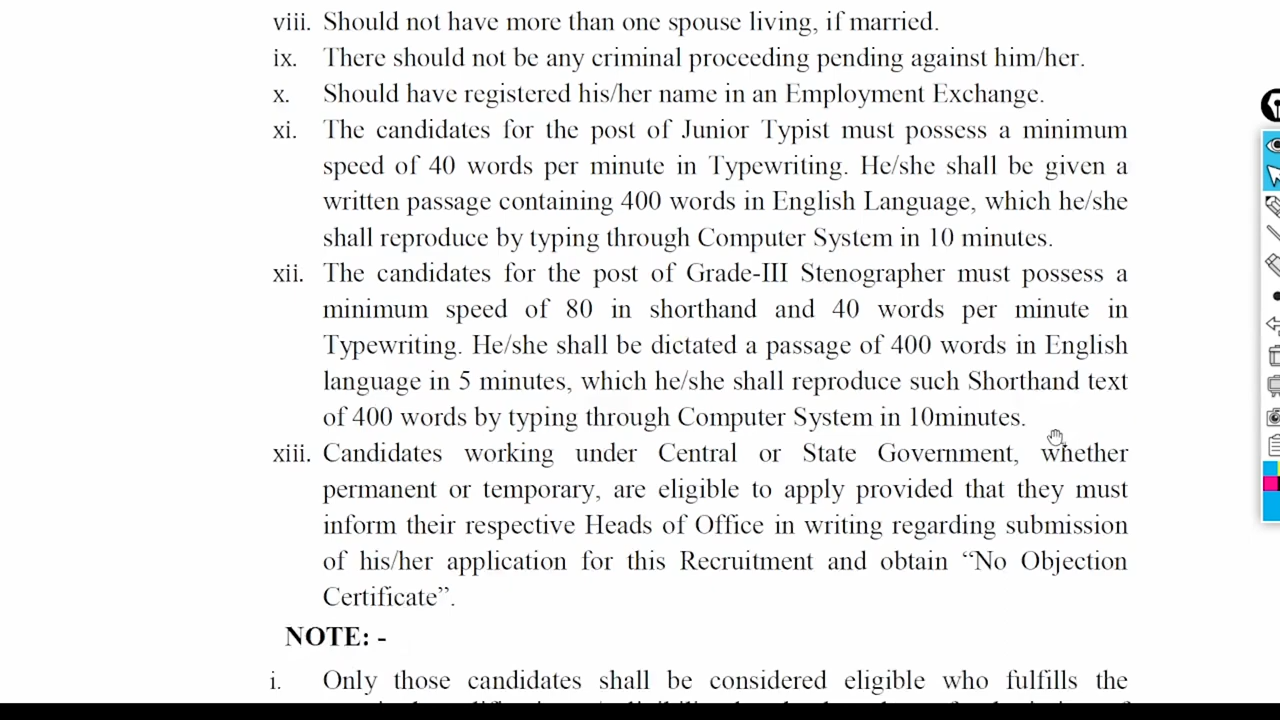 viii. Should not have more than one spouse living, if married.
ix. There should not be any criminal proceeding pending against him/her.
x. Should have registered his/her name in an Employment Exchange.
xi. The candidates for the post of Junior Typist must possess a minimum
speed of 40 words per minute in Typewriting. He/she shall be given a
written passage containing 400 words in English Language, which he/she
shall reproduce by typing through Computer System in 10 minutes.
xii. The candidates for the post of Grade-III Stenographer must possess a
minimum speed of 80 in shorthand and 40 words per minute in
Typewriting. He/she shall be dictated a passage of 400 words in English
language in 5 minutes, which he/she shall reproduce such Shorthand text
of 400 words by typing through Computer System in 10minutes.
xiii. Candidates working under Central or State Government, whether
permanent or temporary, are eligible to apply provided that they must
inform their respective Heads of Office in writing regarding submission
of his/her application for this Recruitment and obtain “No Objection
Certificate”.
NOTE: -
i. Only those candidates shall be considered eligible who fulfills the